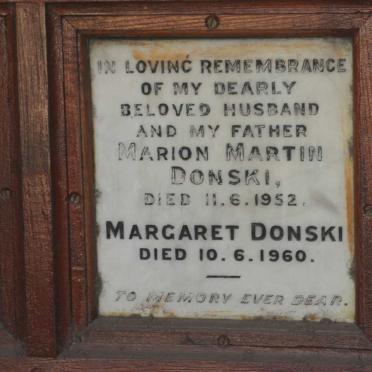 IN LOVING REMEMBRANCE
OF MY DEARLY
BELOVED HUSBAND
AND MY FATHER
MARION MARTIN
DONSKI,
DIED 11.6.1952.
MARGARET DONSKI
DIED 10.6.1960.
TO MEMORY EVER DEAR.